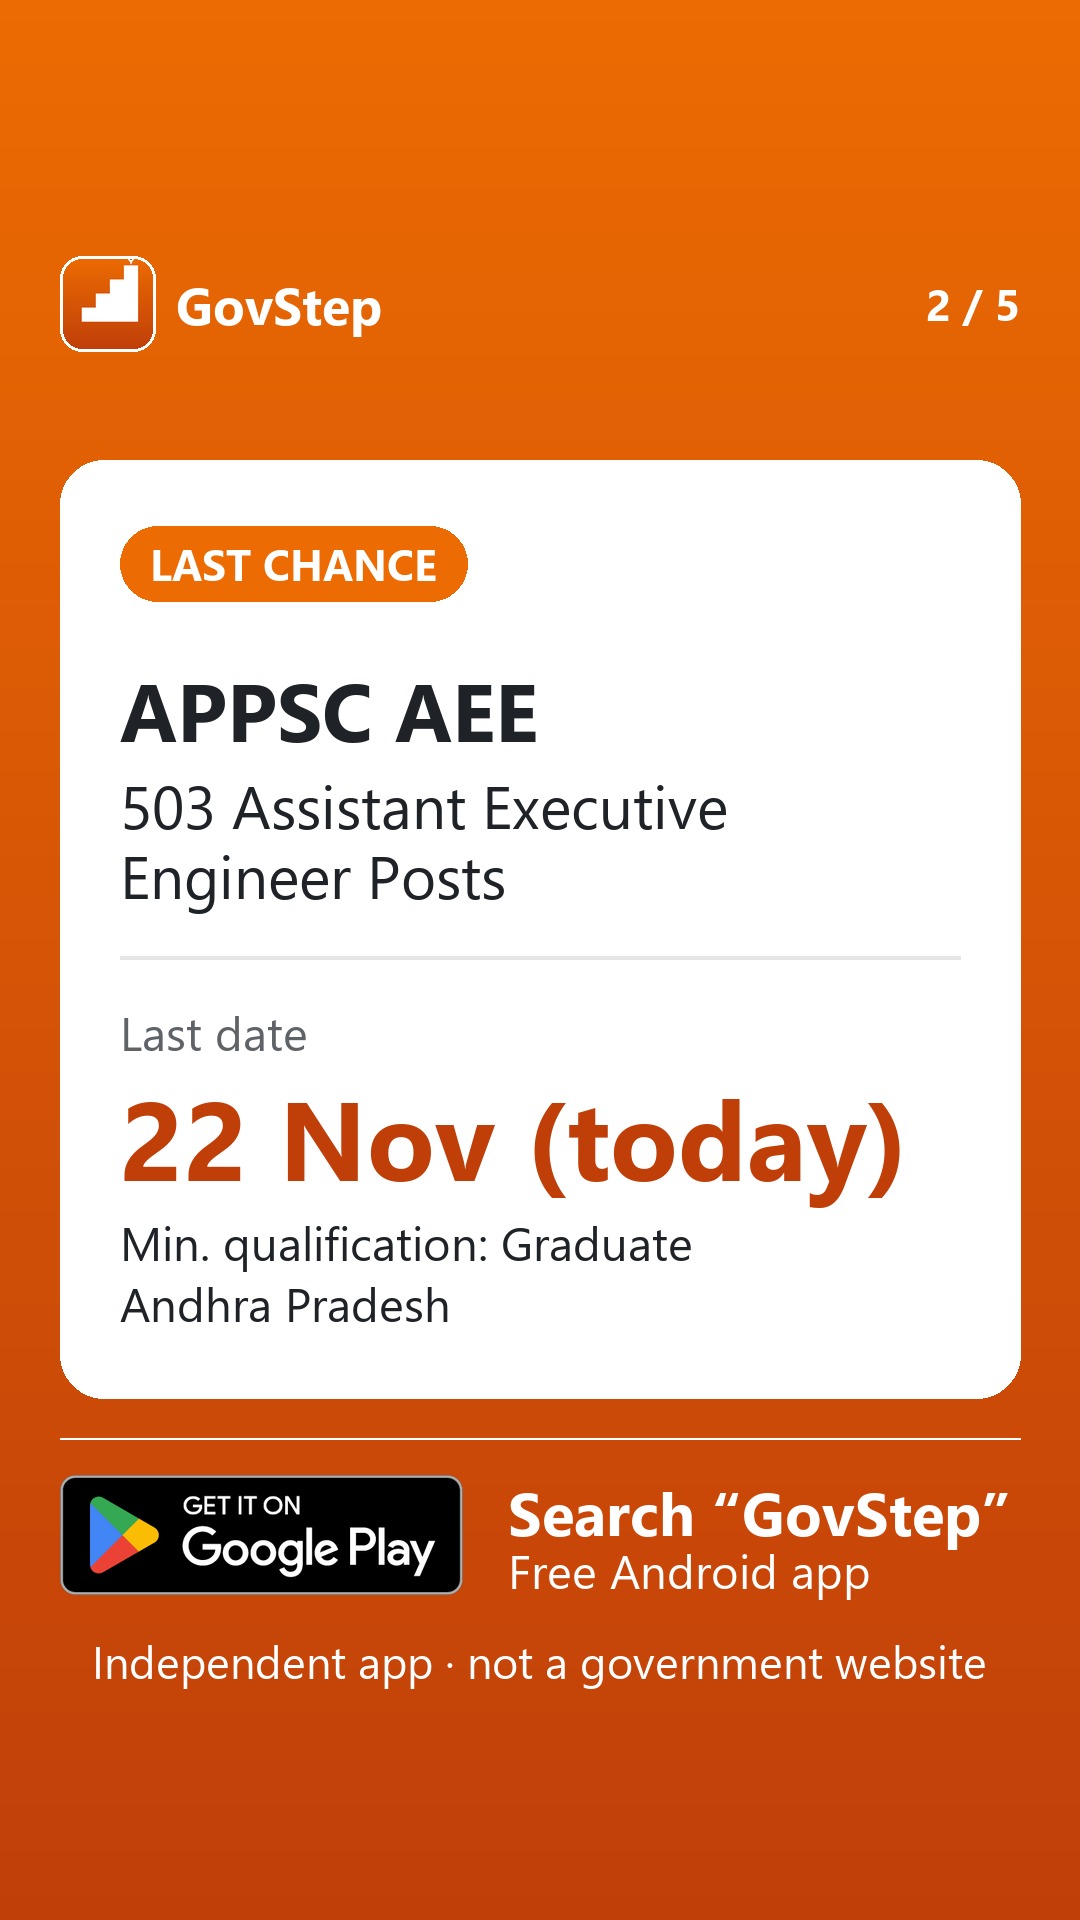 GovStep
2 / 5
LAST CHANCE
APPSC AEE
503 Assistant Executive
Engineer Posts
Last date
22 Nov (today)
Min. qualification: Graduate
Andhra Pradesh
GET IT ON
Google Play
Search “GovStep”
Free Android app
Independent app · not a government website